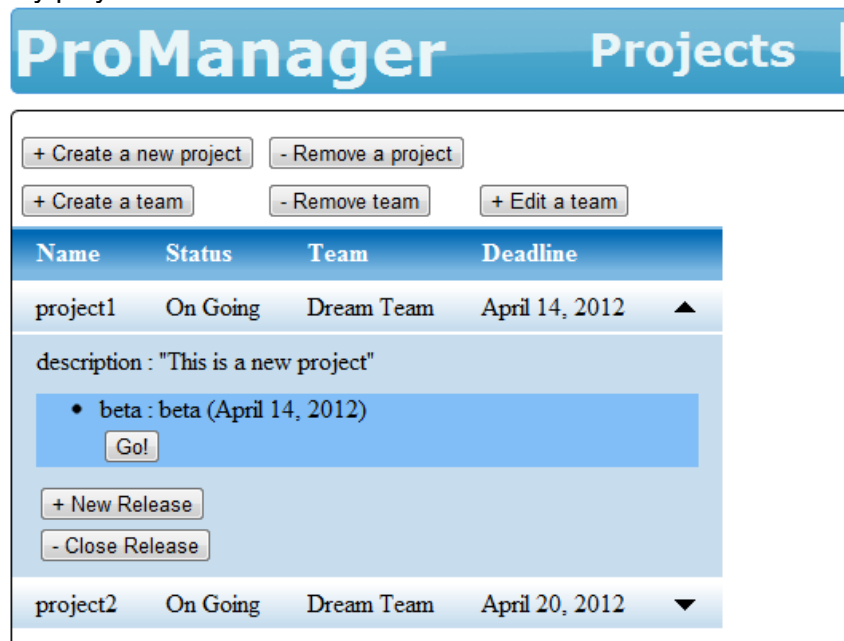 ProManager Projects
+ Create a new project - Remove a project
+ Create a team - Remove team + Edit a team
Name Status Team Deadline
project1 On Going Dream Team April 14, 2012
description : "This is a new project"
• beta : beta (April 14, 2012)
Go!
+ New Release
- Close Release
project2 On Going Dream Team April 20, 2012